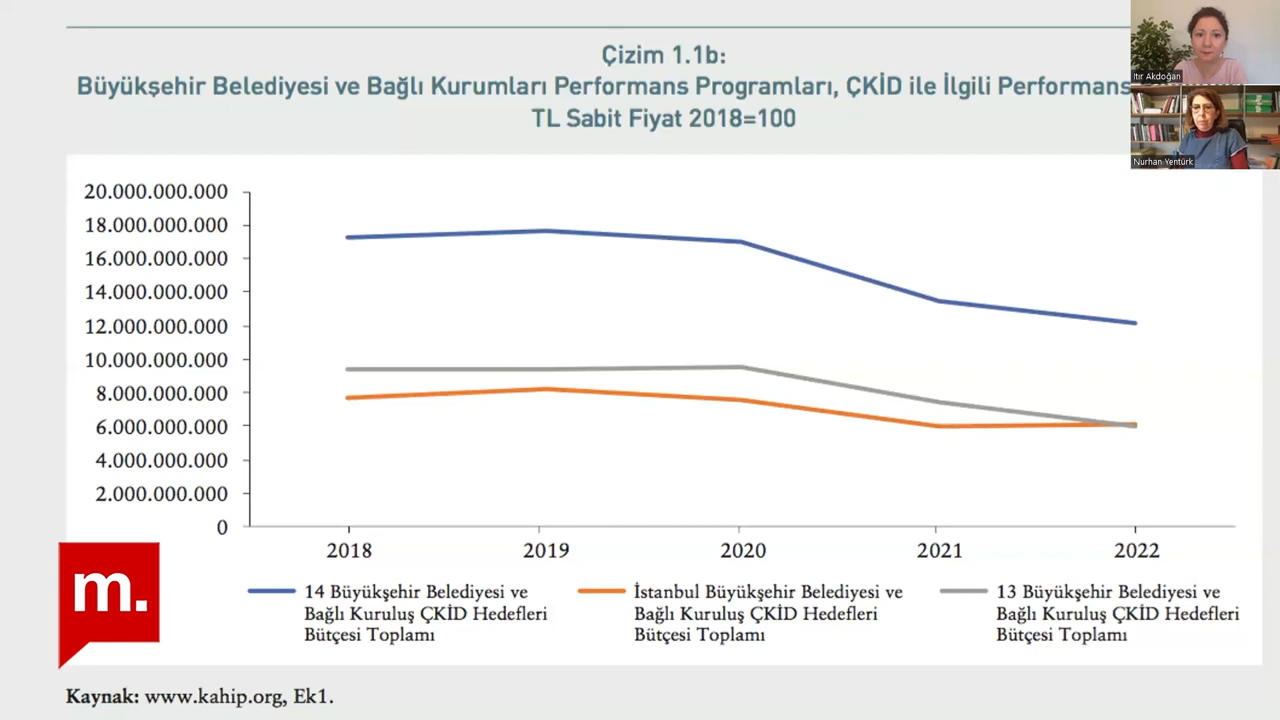 Çizim 1.1b:
Büyükşehir Belediyesi ve Bağlı Kurumları Performans Programları, ÇKİD ile İlgili Performans
TL Sabit Fiyat 2018=100
Itır Akdoğan
Nurhan Yentürk
20.000.000.000
18.000.000.000
16.000.000.000
14.000.000.000
12.000.000.000
10.000.000.000
8.000.000.000
6.000.000.000
4.000.000.000
2.000.000.000
0
2018 2019 2020 2021 2022
14 Büyükşehir Belediyesi ve
Bağlı Kuruluş ÇKİD Hedefleri
Bütçesi Toplamı
İstanbul Büyükşehir Belediyesi ve
Bağlı Kuruluş ÇKİD Hedefleri
Bütçesi Toplamı
13 Büyükşehir Belediyesi ve
Bağlı Kuruluş ÇKİD Hedefleri
Bütçesi Toplamı
m.
Kaynak: www.kahip.org, Ek1.